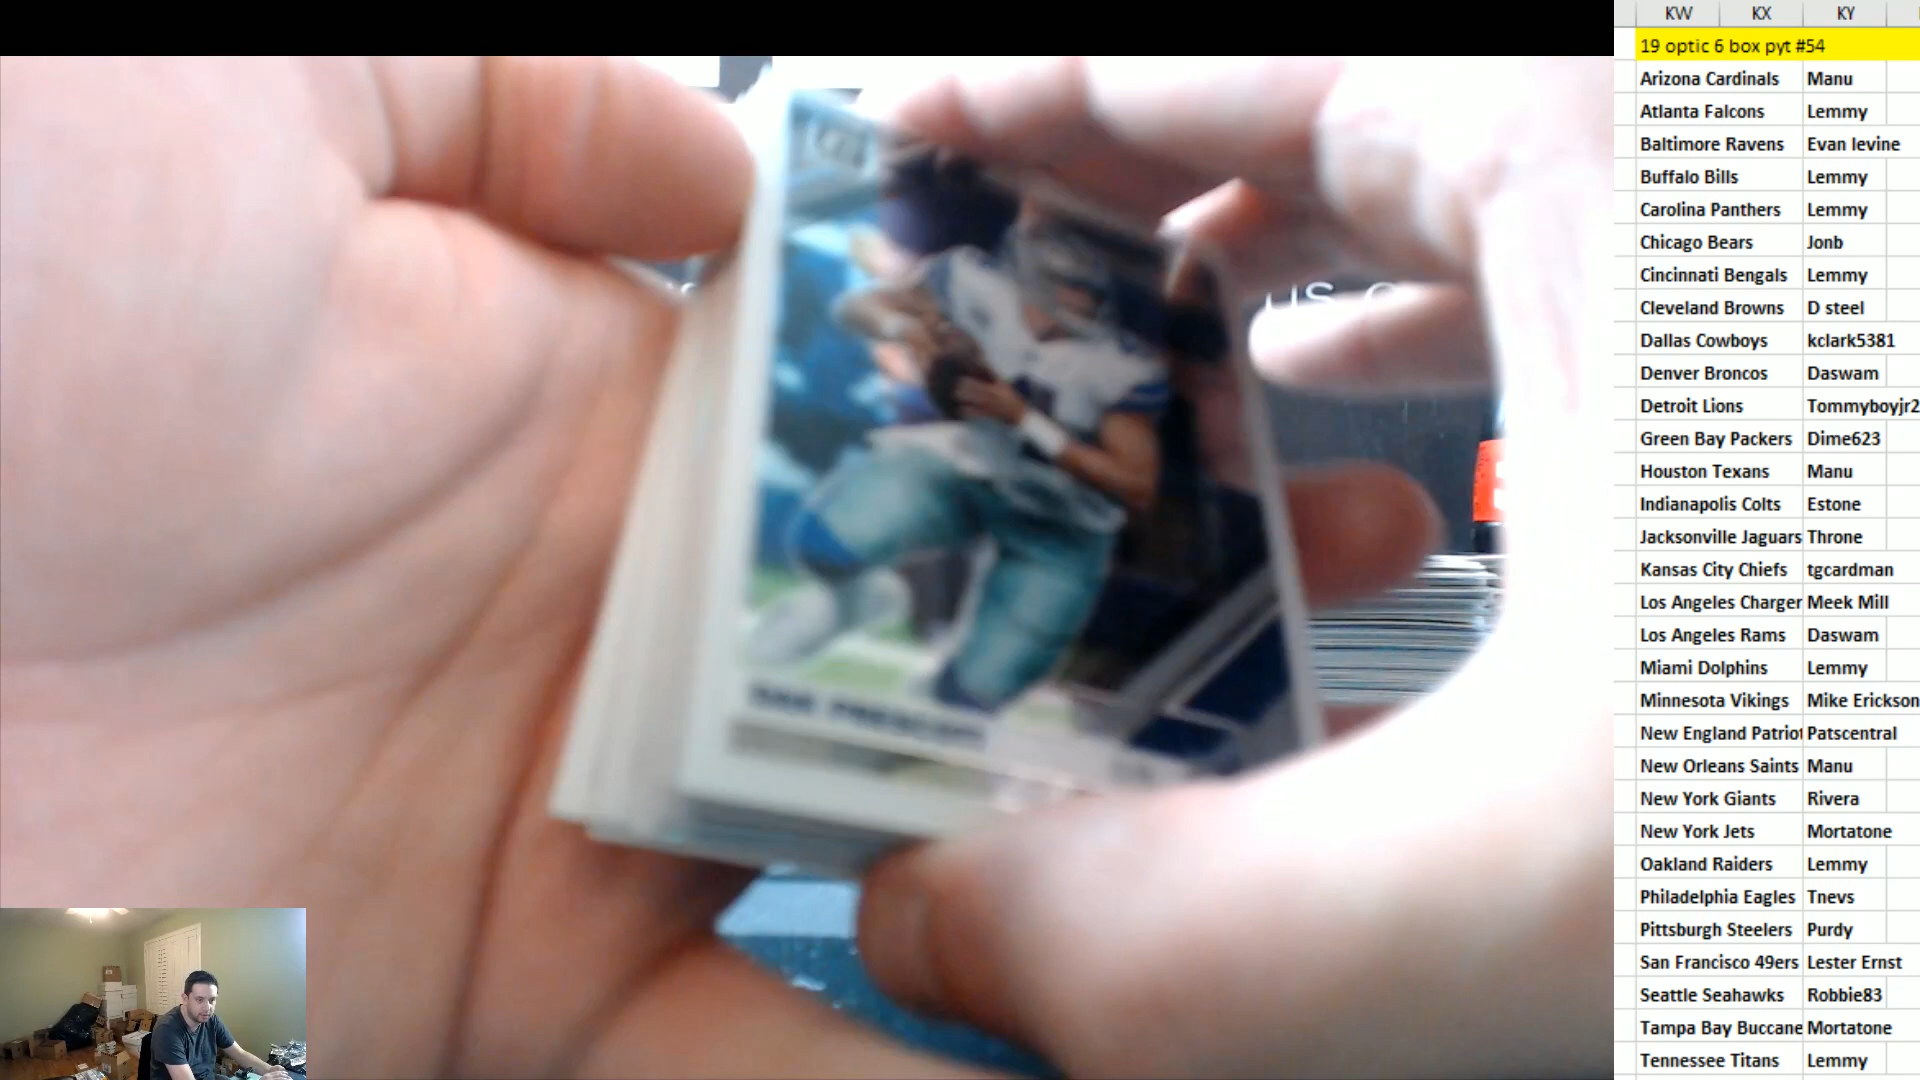 KW KX KY
19 optic 6 box pyt #54
Arizona Cardinals Manu
Atlanta Falcons Lemmy
Baltimore Ravens Evan levine
Buffalo Bills Lemmy
Carolina Panthers Lemmy
Chicago Bears Jonb
Cincinnati Bengals Lemmy
Cleveland Browns D steel
Dallas Cowboys kclark5381
Denver Broncos Daswam
Detroit Lions Tommyboyjr2
Green Bay Packers Dime623
Houston Texans Manu
Indianapolis Colts Estone
Jacksonville Jaguars Throne
Kansas City Chiefs tgcardman
Los Angeles Charger Meek Mill
Los Angeles Rams Daswam
Miami Dolphins Lemmy
Minnesota Vikings Mike Erickson
New England Patriot Patscentral
New Orleans Saints Manu
New York Giants Rivera
New York Jets Mortatone
Oakland Raiders Lemmy
Philadelphia Eagles Tnevs
Pittsburgh Steelers Purdy
San Francisco 49ers Lester Ernst
Seattle Seahawks Robbie83
Tampa Bay Buccane Mortatone
Tennessee Titans Lemmy
DAK PRESCOTT